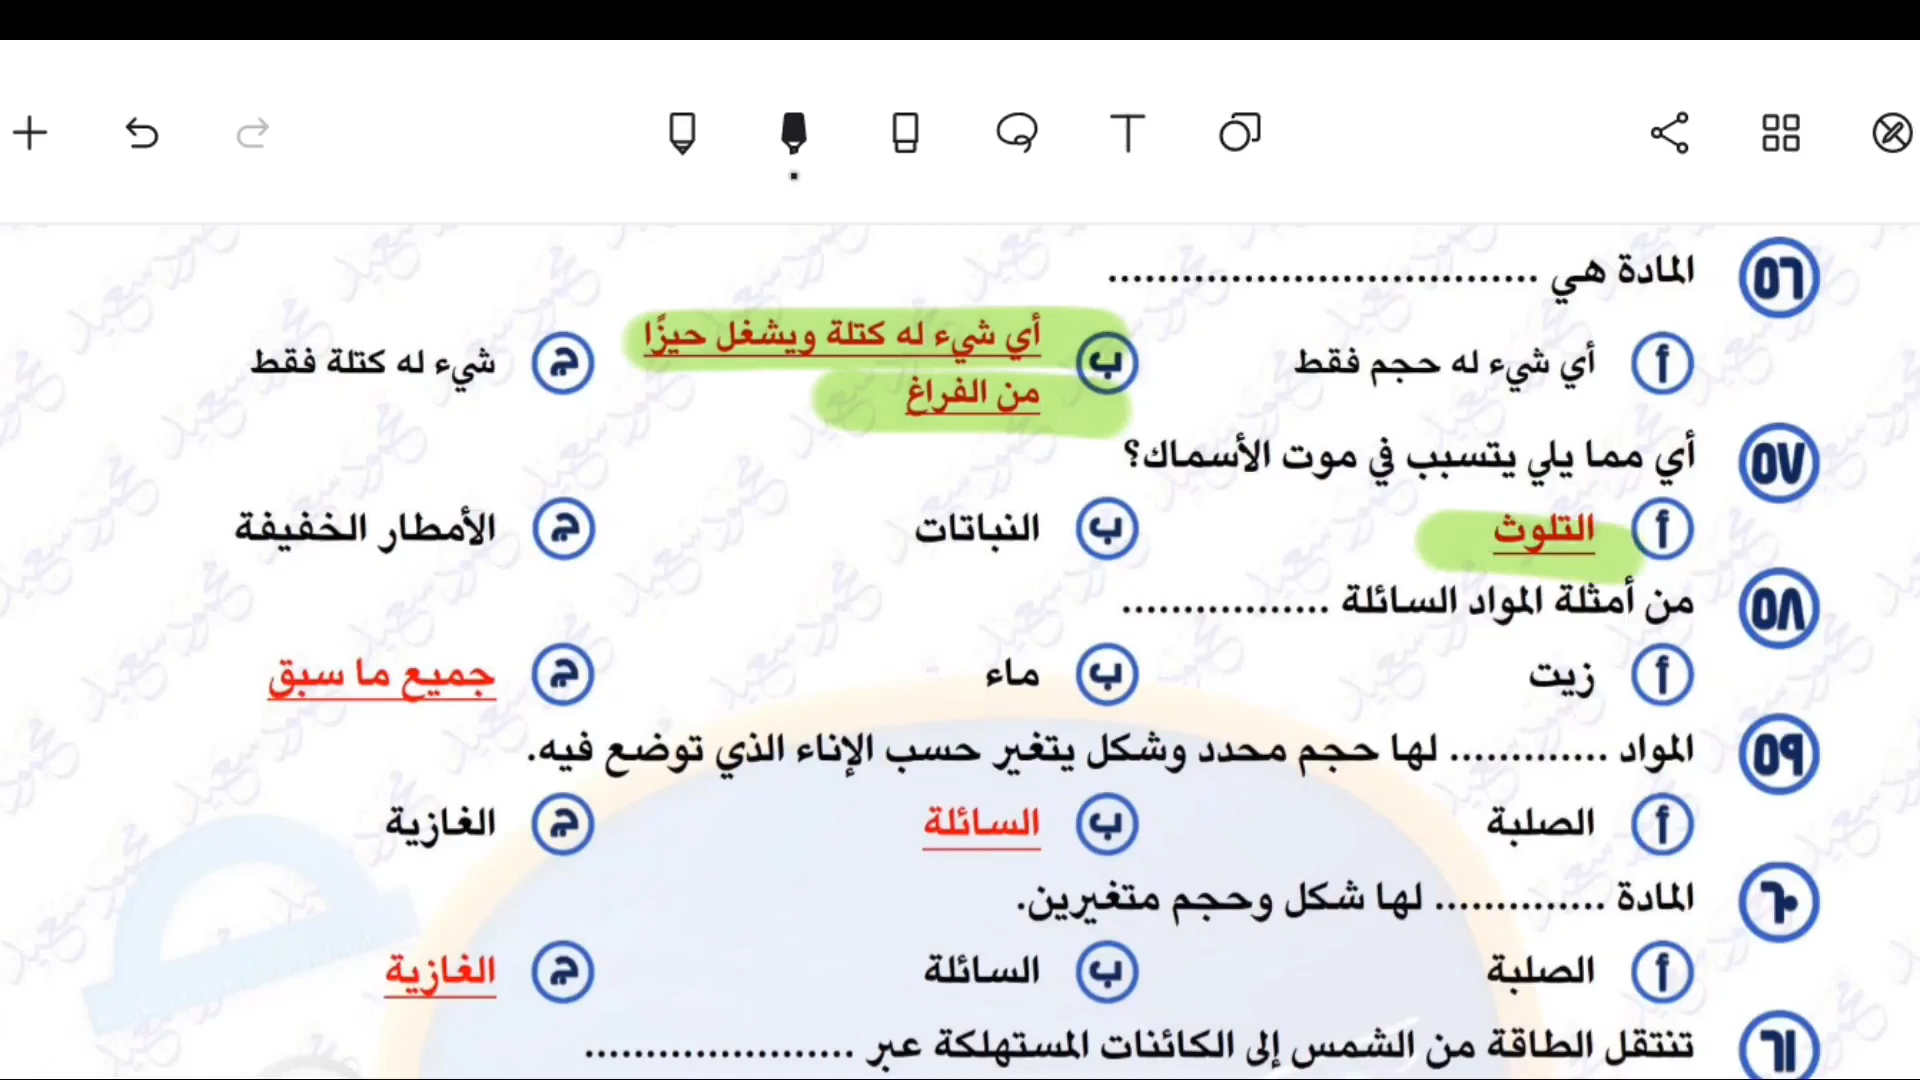 ٥٦ المادة هي ..................................
أ أي شيء له حجم فقط ب أي شيء له كتلة ويشغل حيزًا من الفراغ ج شيء له كتلة فقط
٥٧ أي مما يلي يتسبب في موت الأسماك؟
أ التلوث ب النباتات ج الأمطار الخفيفة
٥٨ من أمثلة المواد السائلة .................
أ زيت ب ماء ج جميع ما سبق
٥٩ المواد ............. لها حجم محدد وشكل يتغير حسب الإناء الذي توضع فيه.
أ الصلبة ب السائلة ج الغازية
٦٠ المادة .............. لها شكل وحجم متغيرين.
أ الصلبة ب السائلة ج الغازية
٦١ تنتقل الطاقة من الشمس إلى الكائنات المستهلكة عبر ......................